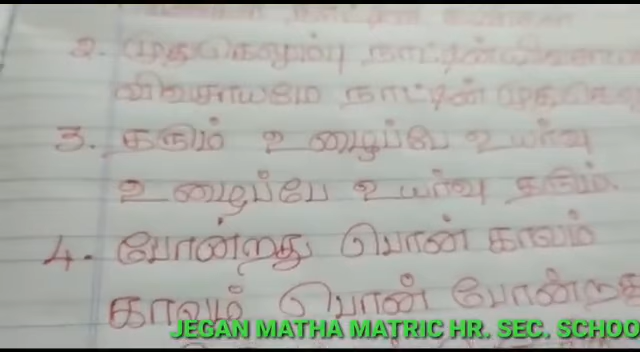 2. முதுகெலும்பு நாட்டின்
விவசாயமே நாட்டின்
3. தரும் உழைப்பே உயர்வு
உழைப்பே உயர்வு தரும்.
4. போன்றது பொன் காலம்
காலம் பொன் போன்றது
JEGAN MATHA MATRIC HR. SEC. SCHOO